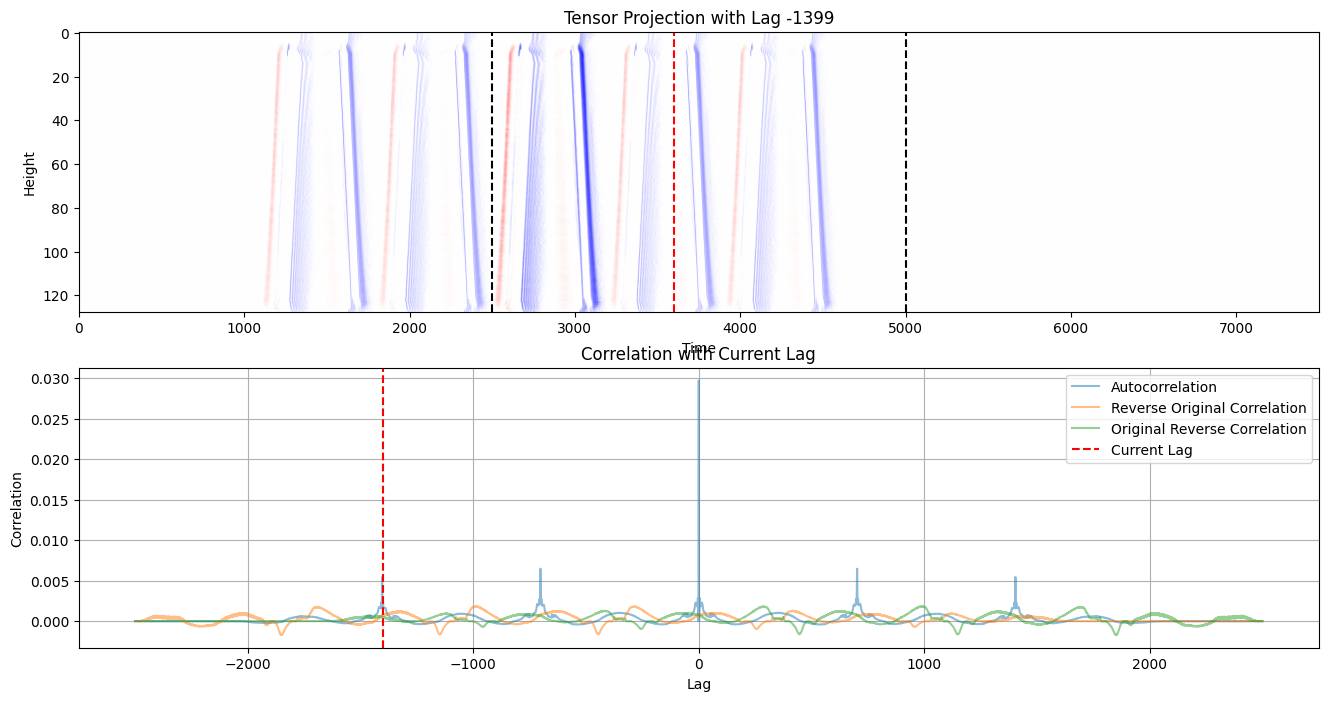 Tensor Projection with Lag -1399
0
20
40
60
80
100
120
Height
0 1000 2000 3000 4000 5000 6000 7000
Time
Correlation with Current Lag
0.030
0.025
0.020
0.015
0.010
0.005
0.000
Correlation
Autocorrelation
Reverse Original Correlation
Original Reverse Correlation
Current Lag
−2000 −1000 0 1000 2000
Lag